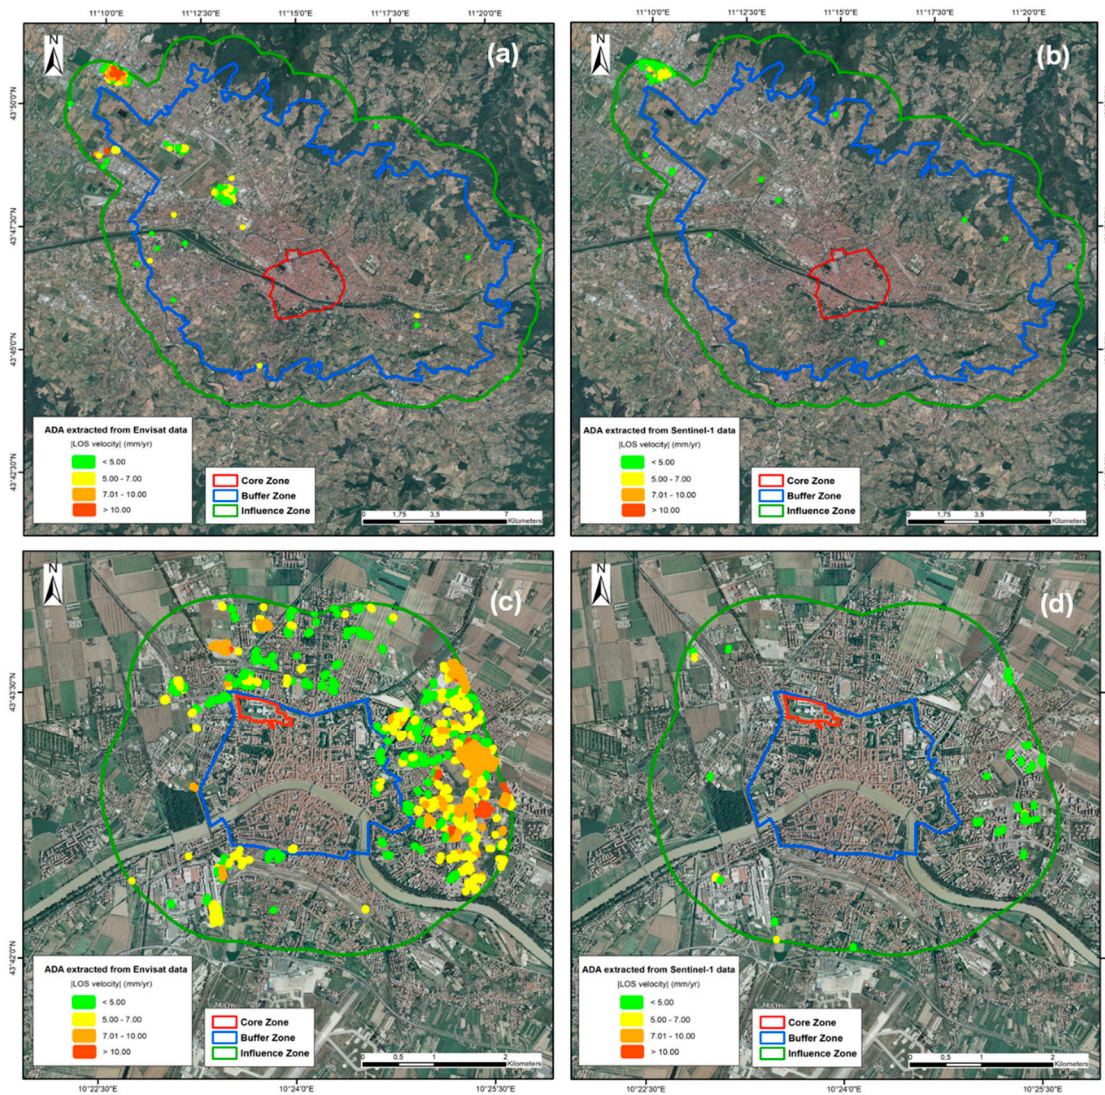 11°10'0"E 11°12'30"E 11°15'0"E 11°17'30"E 11°20'0"E
11°10'0"E 11°12'30"E 11°15'0"E 11°17'30"E 11°20'0"E
N
(a)
N
(b)
43°50'0"N
43°47'30"N
43°45'0"N
43°42'30"N
ADA extracted from Envisat data
|LOS velocity| (mm/yr)
< 5.00
5.00 - 7.00
7.01 - 10.00
> 10.00
Core Zone
Buffer Zone
Influence Zone
0 1,75 3,5 7
Kilometers
ADA extracted from Sentinel-1 data
|LOS velocity| (mm/yr)
< 5.00
5.00 - 7.00
7.01 - 10.00
> 10.00
Core Zone
Buffer Zone
Influence Zone
0 1,75 3,5 7
Kilometers
N
(c)
N
(d)
43°43'30"N
43°42'0"N
ADA extracted from Envisat data
|LOS velocity| (mm/yr)
< 5.00
5.00 - 7.00
7.01 - 10.00
> 10.00
Core Zone
Buffer Zone
Influence Zone
0 0,5 1 2
Kilometers
ADA extracted from Sentinel-1 data
|LOS velocity| (mm/yr)
< 5.00
5.00 - 7.00
7.01 - 10.00
> 10.00
Core Zone
Buffer Zone
Influence Zone
0 0,5 1 2
Kilometers
10°22'30"E 10°24'0"E 10°25'30"E
10°22'30"E 10°24'0"E 10°25'30"E